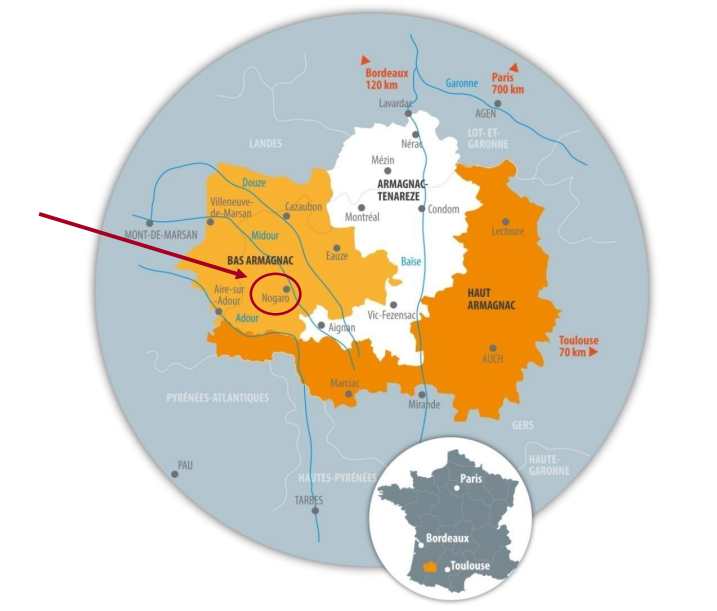 Bordeaux
120 km
Garonne
Paris
700 km
Lavardac
AGEN
LANDES
Nérac
LOT- ET-
GARONNE
Mézin
ARMAGNAC-
TENAREZE
Douze
Villeneuve-
de-Marsan
Cazaubon
Montréal
Condom
MONT-DE-MARSAN
Midour
Lectoure
BAS ARMAGNAC
Eauze
Baïse
Aire-sur
-Adour
Nogaro
HAUT
ARMAGNAC
Adour
Aignan
Vic-Fezensac
Toulouse
70 km
AUCH
Marciac
PYRÉNÉES-ATLANTIQUES
Mirande
GERS
PAU
HAUTES-PYRENÉES
HAUTE-
GARONNE
TARBES
Paris
Bordeaux
Toulouse